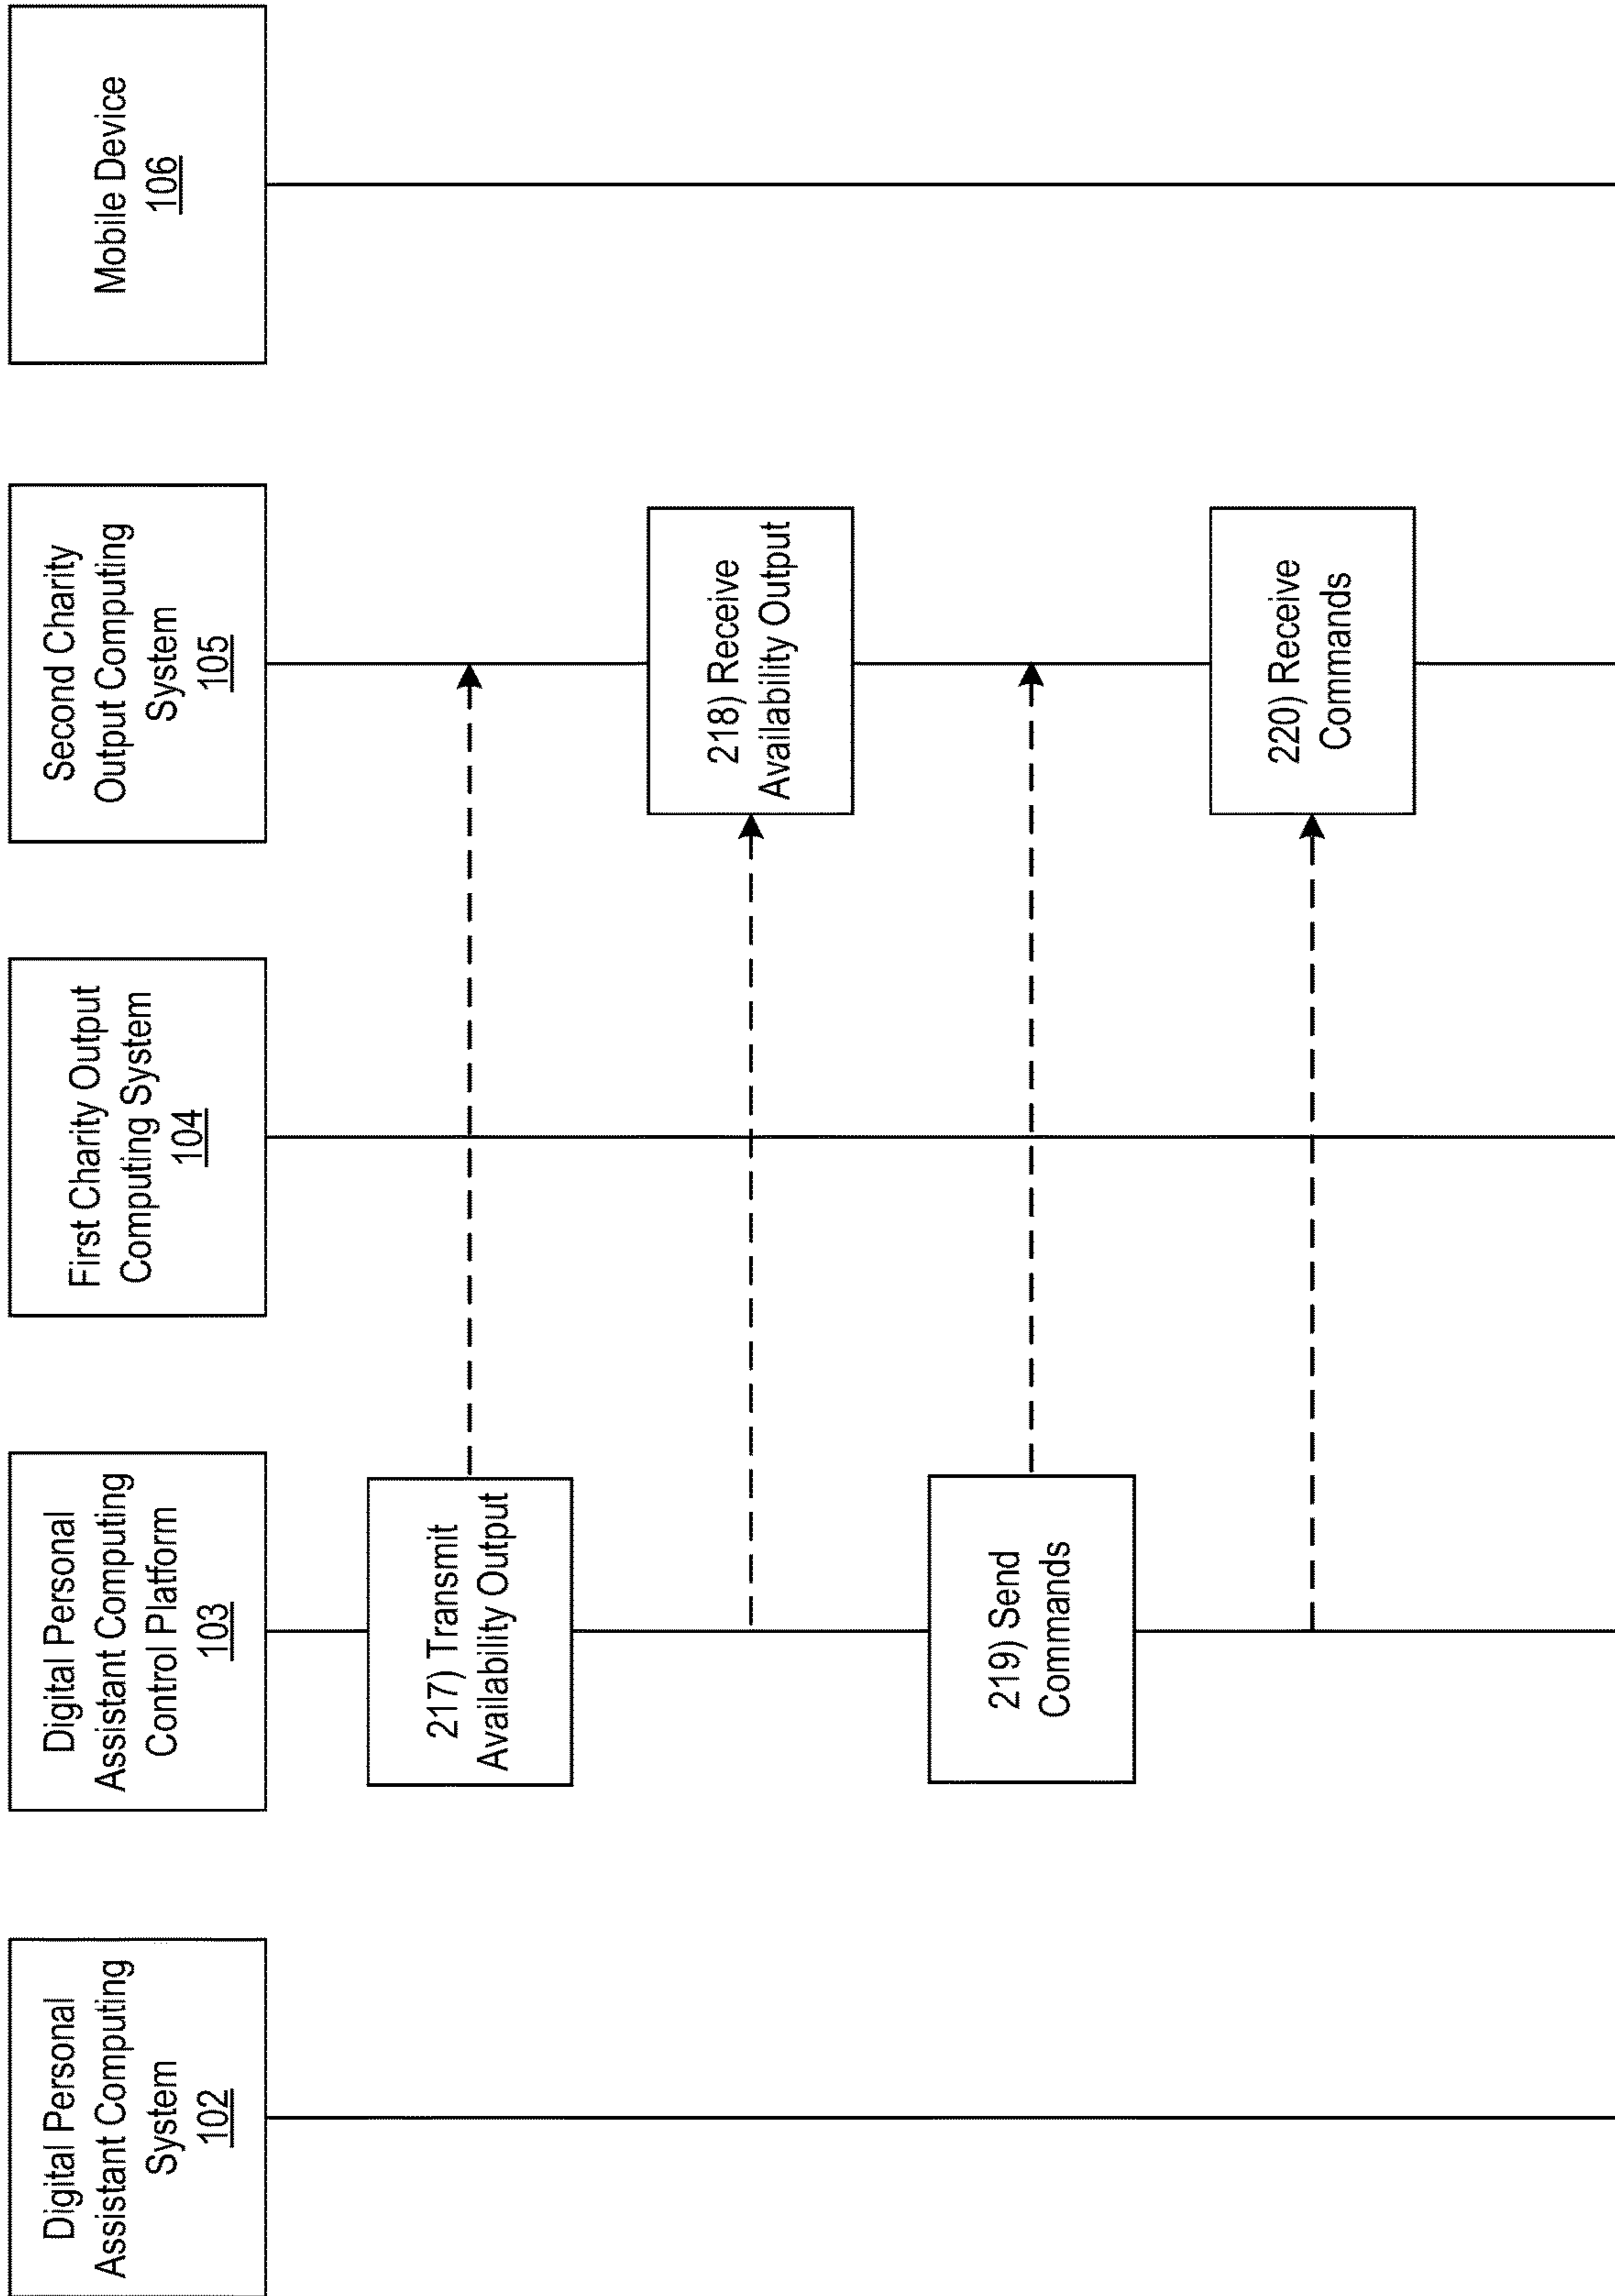 Digital Personal
Assistant Computing
System
102
Digital Personal
Assistant Computing
Control Platform
103
First Charity Output
Computing System
104
Second Charity
Output Computing
System
105
Mobile Device
106
217) Transmit
Availability Output
218) Receive
Availability Output
219) Send
Commands
220) Receive
Commands